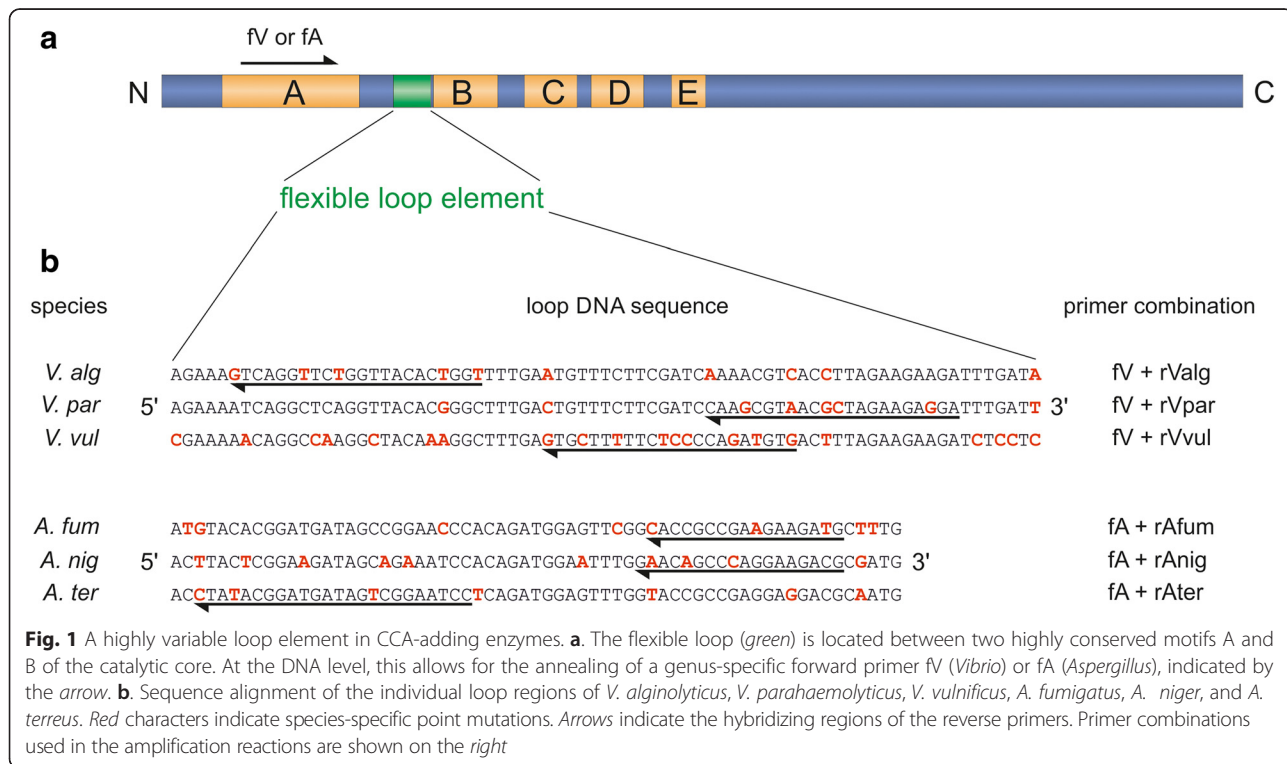 a
fV or fA
N A B C D E C
flexible loop element
b
species loop DNA sequence primer combination
V. alg AGAAAGTCAGGTTCTGGTTACACTGGTTTTGAATGTTTCTTCGATCAAAACGTCACCTTAGAAGAAGATTTGATA fV + rValg
V. par 5' AGAAAATCAGGCTCAGGTTACACGGGCTTTGACTGTTTCTTCGATCCAAGCGTAACGCTAGAAGAGGATTTGATT 3' fV + rVpar
V. vul CGAAAAACAGGCCAAGGCTACAAAGGCTTTGAGTGCTTTTTCTCCCCAGATGTGACTTTAGAAGAAGATCTCCTC fV + rVvul
A. fum ATGTACACGGATGATAGCCGGAACCCACAGATGGAGTTCGGCACCGCCGAAGAAGATGCTTTG fA + rAfum
A. nig 5' ACTTACTCGGAAGATAGCAGAAATCCACAGATGGAATTTGGAACAGCCCAGGAAGACGCGATG 3' fA + rAnig
A. ter ACCTATACGGATGATAGTCGGAATCCTCAGATGGAGTTTGGTACCGCCGAGGAGGACGCAATG fA + rAter
Fig. 1 A highly variable loop element in CCA-adding enzymes. a. The flexible loop (green) is located between two highly conserved motifs A and
B of the catalytic core. At the DNA level, this allows for the annealing of a genus-specific forward primer fV (Vibrio) or fA (Aspergillus), indicated by
the arrow. b. Sequence alignment of the individual loop regions of V. alginolyticus, V. parahaemolyticus, V. vulnificus, A. fumigatus, A. niger, and A.
terreus. Red characters indicate species-specific point mutations. Arrows indicate the hybridizing regions of the reverse primers. Primer combinations
used in the amplification reactions are shown on the right